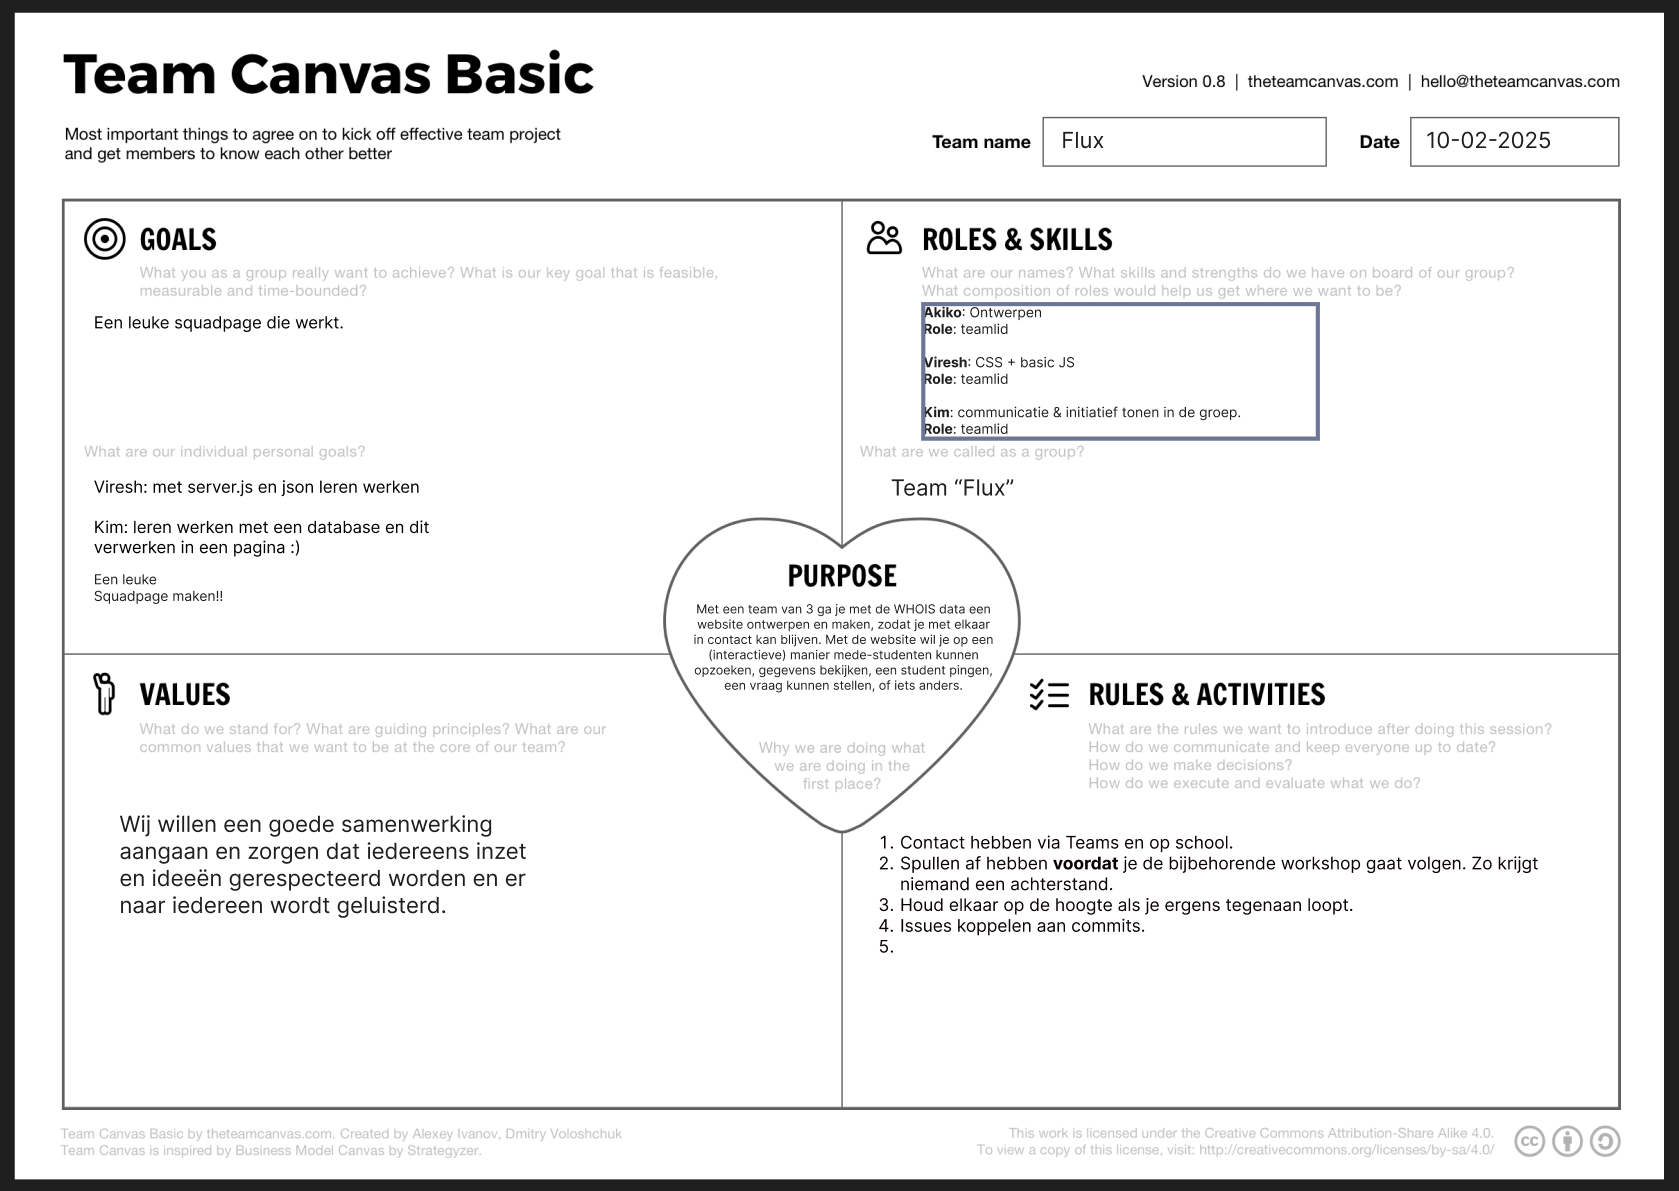 Team Canvas Basic
Version 0.8 | theteamcanvas.com | hello@theteamcanvas.com
Most important things to agree on to kick off effective team project
and get members to know each other better
Team name
Flux
Date
10-02-2025
GOALS
What you as a group really want to achieve? What is our key goal that is feasible,
measurable and time-bounded?
Een leuke squadpage die werkt.
What are our individual personal goals?
Viresh: met server.js en json leren werken
Kim: leren werken met een database en dit
verwerken in een pagina :)
Een leuke
Squadpage maken!!
ROLES & SKILLS
What are our names? What skills and strengths do we have on board of our group?
What composition of roles would help us get where we want to be?
Akiko: Ontwerpen
Role: teamlid
Viresh: CSS + basic JS
Role: teamlid
Kim: communicatie & initiatief tonen in de groep.
Role: teamlid
What are we called as a group?
Team “Flux”
PURPOSE
Met een team van 3 ga je met de WHOIS data een
website ontwerpen en maken, zodat je met elkaar
in contact kan blijven. Met de website wil je op een
(interactieve) manier mede-studenten kunnen
opzoeken, gegevens bekijken, een student pingen,
een vraag kunnen stellen, of iets anders.
Why we are doing what
we are doing in the
first place?
VALUES
What do we stand for? What are guiding principles? What are our
common values that we want to be at the core of our team?
Wij willen een goede samenwerking
aangaan en zorgen dat iedereens inzet
en ideeën gerespecteerd worden en er
naar iedereen wordt geluisterd.
RULES & ACTIVITIES
What are the rules we want to introduce after doing this session?
How do we communicate and keep everyone up to date?
How do we make decisions?
How do we execute and evaluate what we do?
1. Contact hebben via Teams en op school.
2. Spullen af hebben voordat je de bijbehorende workshop gaat volgen. Zo krijgt
niemand een achterstand.
3. Houd elkaar op de hoogte als je ergens tegenaan loopt.
4. Issues koppelen aan commits.
5.
Team Canvas Basic by theteamcanvas.com. Created by Alexey Ivanov, Dmitry Voloshchuk
Team Canvas is inspired by Business Model Canvas by Strategyzer.
This work is licensed under the Creative Commons Attribution-Share Alike 4.0.
To view a copy of this license, visit: http://creativecommons.org/licenses/by-sa/4.0/
cc